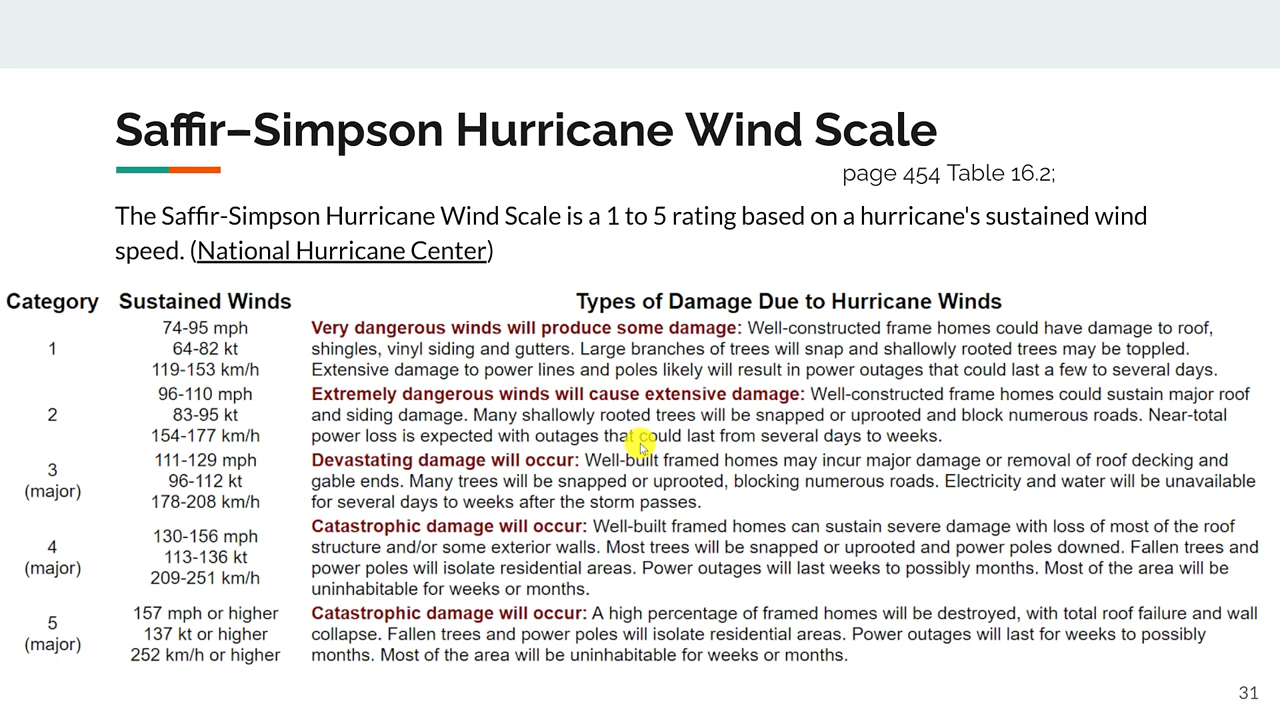 Saffir–Simpson Hurricane Wind Scale
page 454 Table 16.2;
The Saffir-Simpson Hurricane Wind Scale is a 1 to 5 rating based on a hurricane's sustained wind
speed. (National Hurricane Center)
Category Sustained Winds Types of Damage Due to Hurricane Winds
1
74-95 mph
64-82 kt
119-153 km/h
Very dangerous winds will produce some damage: Well-constructed frame homes could have damage to roof,
shingles, vinyl siding and gutters. Large branches of trees will snap and shallowly rooted trees may be toppled.
Extensive damage to power lines and poles likely will result in power outages that could last a few to several days.
2
96-110 mph
83-95 kt
154-177 km/h
Extremely dangerous winds will cause extensive damage: Well-constructed frame homes could sustain major roof
and siding damage. Many shallowly rooted trees will be snapped or uprooted and block numerous roads. Near-total
power loss is expected with outages that could last from several days to weeks.
3
(major)
111-129 mph
96-112 kt
178-208 km/h
Devastating damage will occur: Well-built framed homes may incur major damage or removal of roof decking and
gable ends. Many trees will be snapped or uprooted, blocking numerous roads. Electricity and water will be unavailable
for several days to weeks after the storm passes.
4
(major)
130-156 mph
113-136 kt
209-251 km/h
Catastrophic damage will occur: Well-built framed homes can sustain severe damage with loss of most of the roof
structure and/or some exterior walls. Most trees will be snapped or uprooted and power poles downed. Fallen trees and
power poles will isolate residential areas. Power outages will last weeks to possibly months. Most of the area will be
uninhabitable for weeks or months.
5
(major)
157 mph or higher
137 kt or higher
252 km/h or higher
Catastrophic damage will occur: A high percentage of framed homes will be destroyed, with total roof failure and wall
collapse. Fallen trees and power poles will isolate residential areas. Power outages will last for weeks to possibly
months. Most of the area will be uninhabitable for weeks or months.
31